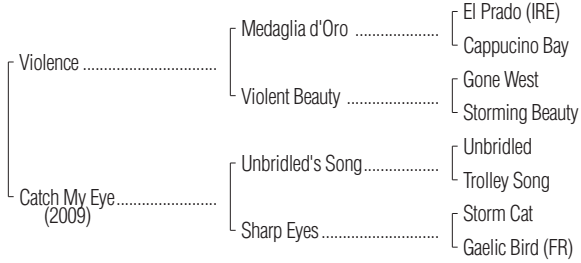 El Prado (IRE)
Medaglia d'Oro ....................
Cappucino Bay
Violence ................................
Gone West
Violent Beauty ......................
Storming Beauty
Unbridled
Unbridled's Song..................
Trolley Song
Catch My Eye........................
(2009)
Storm Cat
Sharp Eyes ............................
Gaelic Bird (FR)